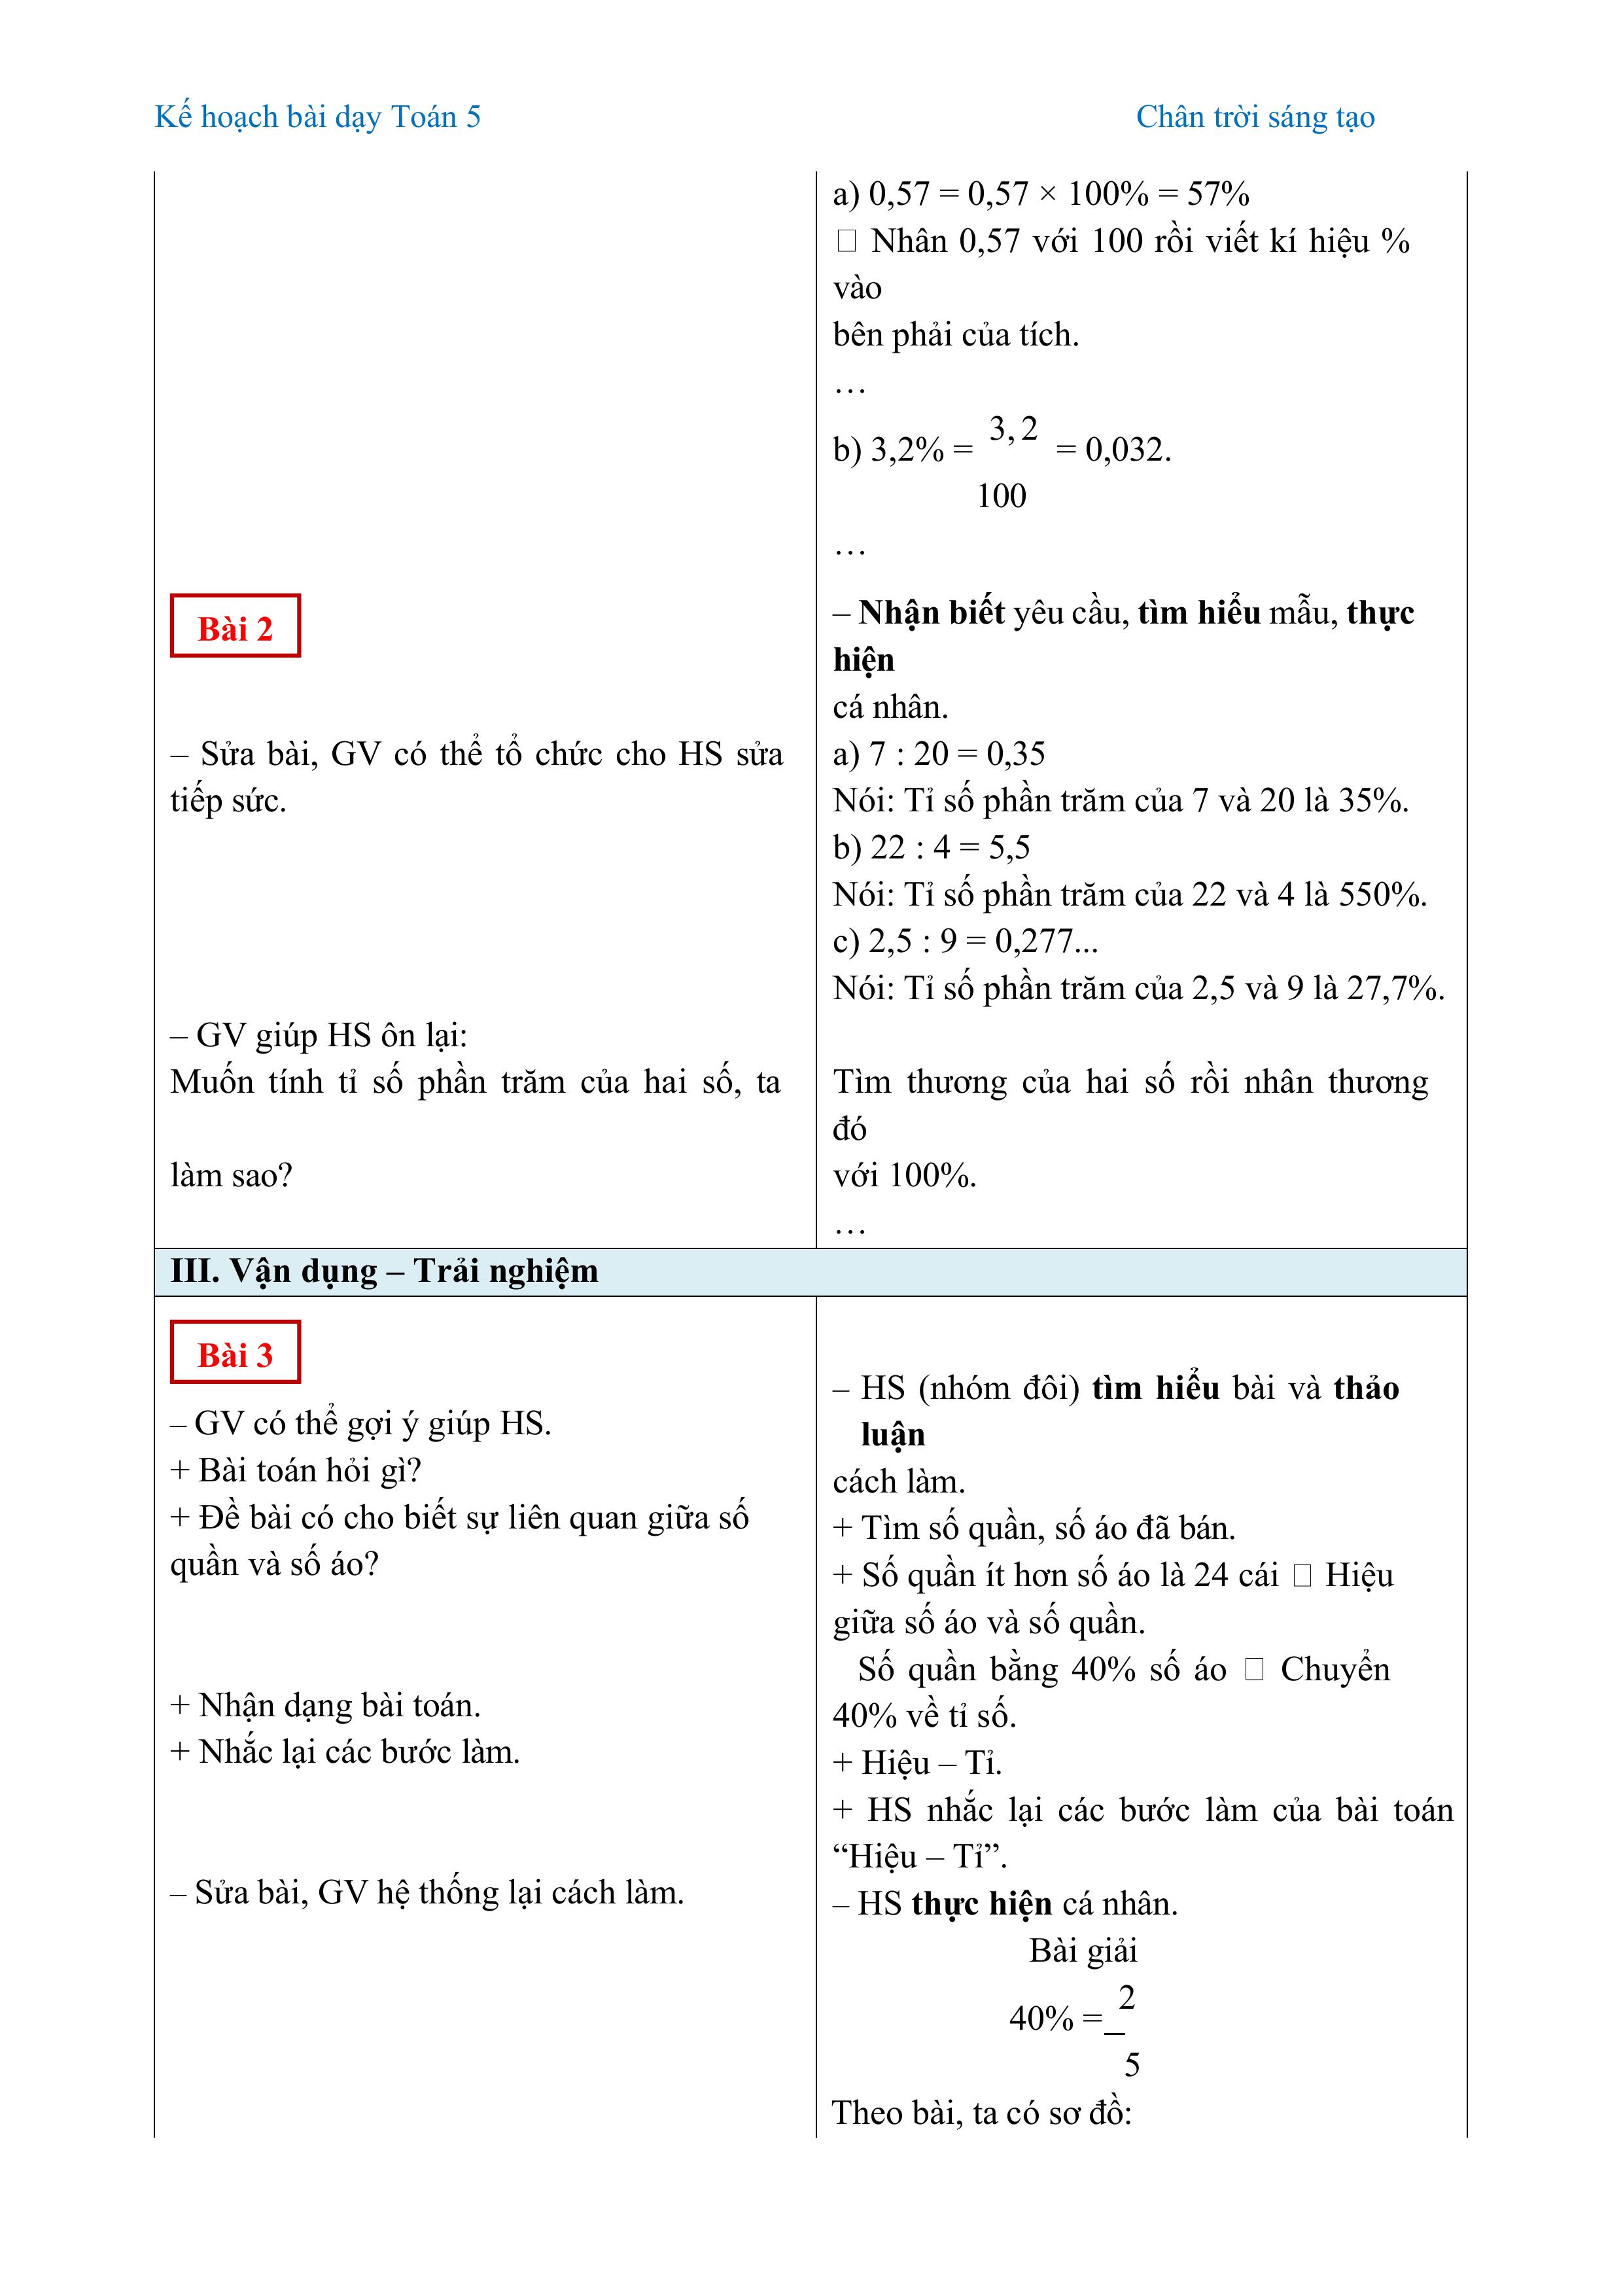 Kế hoạch bài dạy Toán 5
Chân trời sáng tạo
a) 0,57 = 0,57 × 100% = 57%
□ Nhân 0,57 với 100 rồi viết kí hiệu %
vào
bên phải của tích.
…
3, 2
b) 3,2% = = 0,032.
100
…
Bài 2
– Sửa bài, GV có thể tổ chức cho HS sửa
tiếp sức.
– GV giúp HS ôn lại:
Muốn tính tỉ số phần trăm của hai số, ta
làm sao?
– Nhận biết yêu cầu, tìm hiểu mẫu, thực
hiện
cá nhân.
a) 7 : 20 = 0,35
Nói: Tỉ số phần trăm của 7 và 20 là 35%.
b) 22 : 4 = 5,5
Nói: Tỉ số phần trăm của 22 và 4 là 550%.
c) 2,5 : 9 = 0,277...
Nói: Tỉ số phần trăm của 2,5 và 9 là 27,7%.
Tìm thương của hai số rồi nhân thương
đó
với 100%.
…
III. Vận dụng – Trải nghiệm
Bài 3
– GV có thể gợi ý giúp HS.
+ Bài toán hỏi gì?
+ Đề bài có cho biết sự liên quan giữa số
quần và số áo?
+ Nhận dạng bài toán.
+ Nhắc lại các bước làm.
– Sửa bài, GV hệ thống lại cách làm.
– HS (nhóm đôi) tìm hiểu bài và thảo
luận
cách làm.
+ Tìm số quần, số áo đã bán.
+ Số quần ít hơn số áo là 24 cái □ Hiệu
giữa số áo và số quần.
Số quần bằng 40% số áo □ Chuyển
40% về tỉ số.
+ Hiệu – Tỉ.
+ HS nhắc lại các bước làm của bài toán
“Hiệu – Tỉ”.
– HS thực hiện cá nhân.
Bài giải
2
40% =
5
Theo bài, ta có sơ đồ: